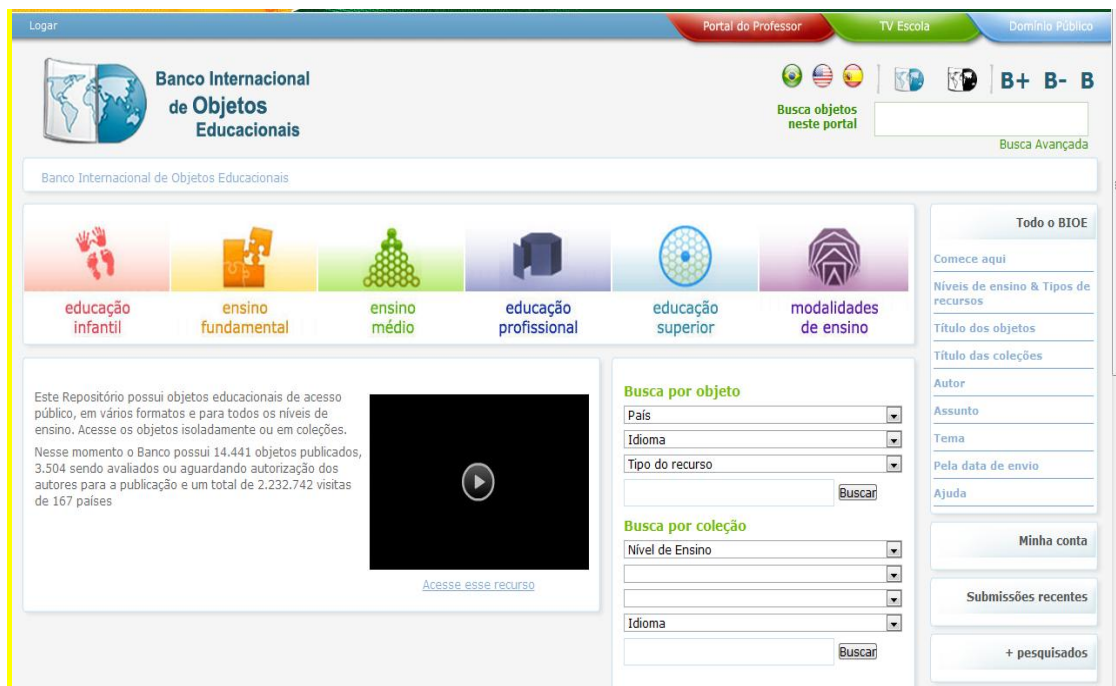 Logar
Portal do Professor
TV Escola
Domínio Público
Banco Internacional
de Objetos
Educacionais
B+ B- B
Busca objetos
neste portal
Busca Avançada
Banco Internacional de Objetos Educacionais
educação
infantil
ensino
fundamental
ensino
médio
educação
profissional
educação
superior
modalidades
de ensino
Este Repositório possui objetos educacionais de acesso
público, em vários formatos e para todos os níveis de
ensino. Acesse os objetos isoladamente ou em coleções.
Nesse momento o Banco possui 14.441 objetos publicados,
3.504 sendo avaliados ou aguardando autorização dos
autores para a publicação e um total de 2.232.742 visitas
de 167 países
Acesse esse recurso
Busca por objeto
País
Idioma
Tipo do recurso
Buscar
Busca por coleção
Nível de Ensino
Idioma
Buscar
Todo o BIOE
Comece aqui
Níveis de ensino & Tipos de
recursos
Título dos objetos
Título das coleções
Autor
Assunto
Tema
Pela data de envio
Ajuda
Minha conta
Submissões recentes
+ pesquisados